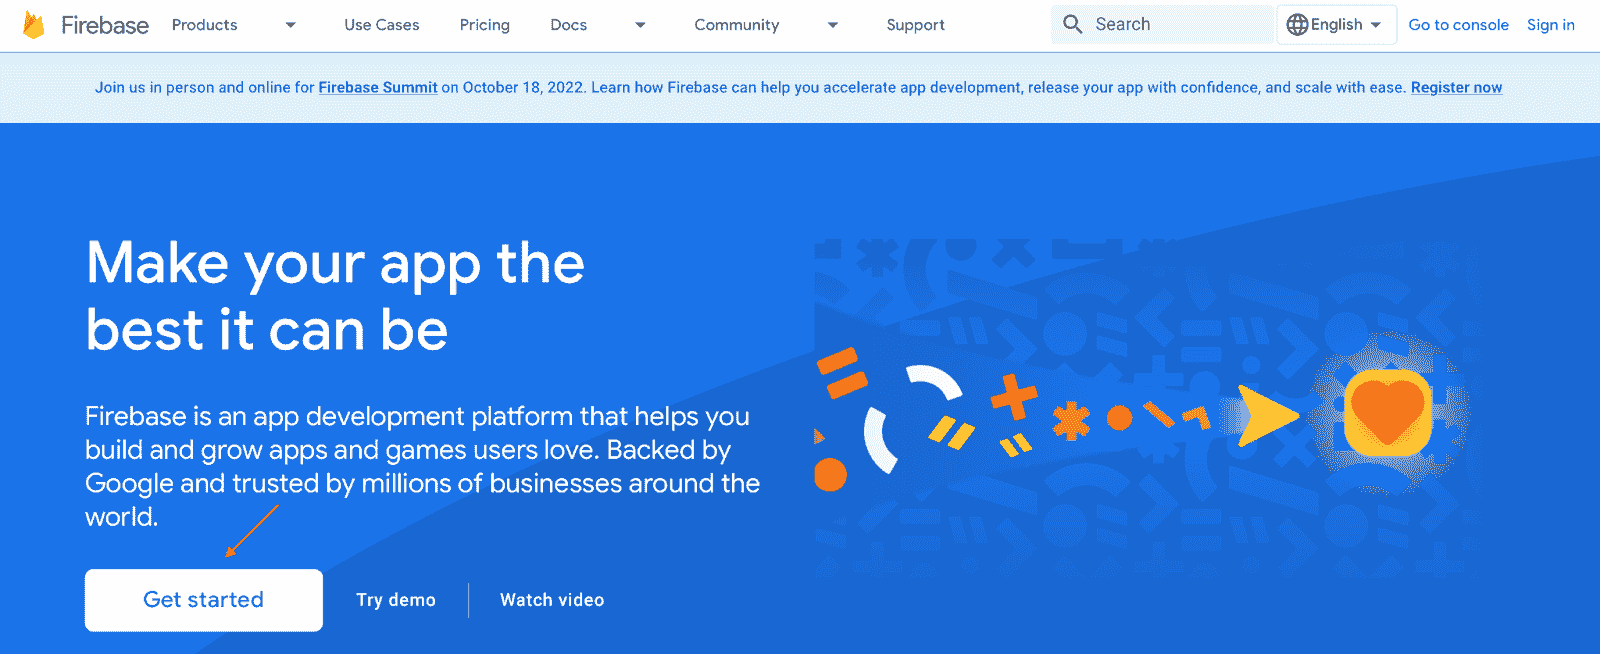 Firebase Products Use Cases Pricing Docs Community Support Search English Go to console Sign in
Join us in person and online for Firebase Summit on October 18, 2022. Learn how Firebase can help you accelerate app development, release your app with confidence, and scale with ease. Register now
Make your app the
best it can be
Firebase is an app development platform that helps you
build and grow apps and games users love. Backed by
Google and trusted by millions of businesses around the
world.
Get started Try demo Watch video